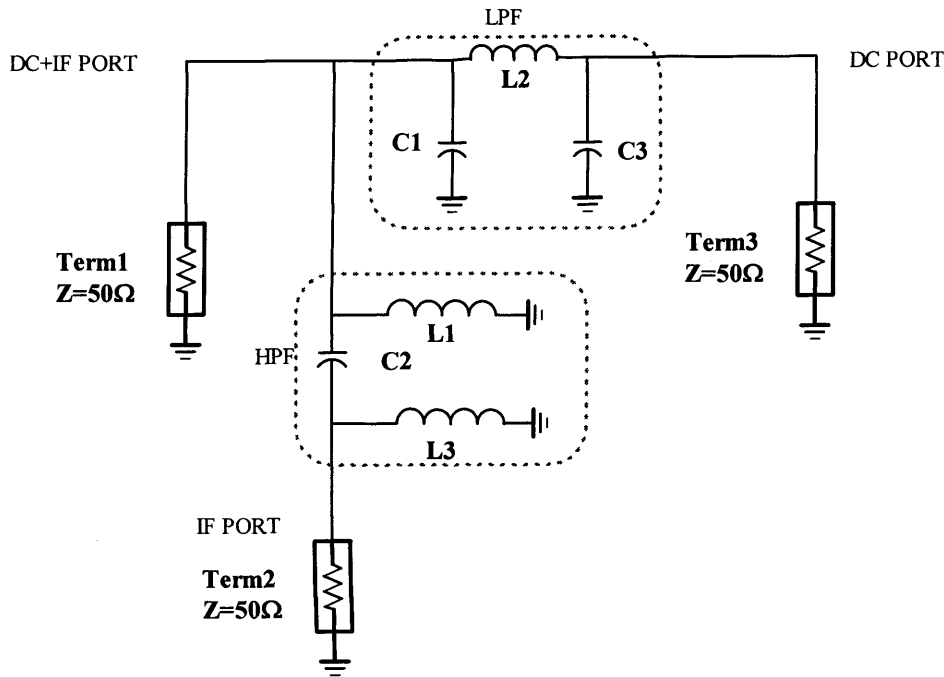 LPF
DC+IF PORT
DC PORT
L2
C1
C3
Term1
Z=50Ω
Term3
Z=50Ω
L1
HPF
C2
L3
IF PORT
Term2
Z=50Ω